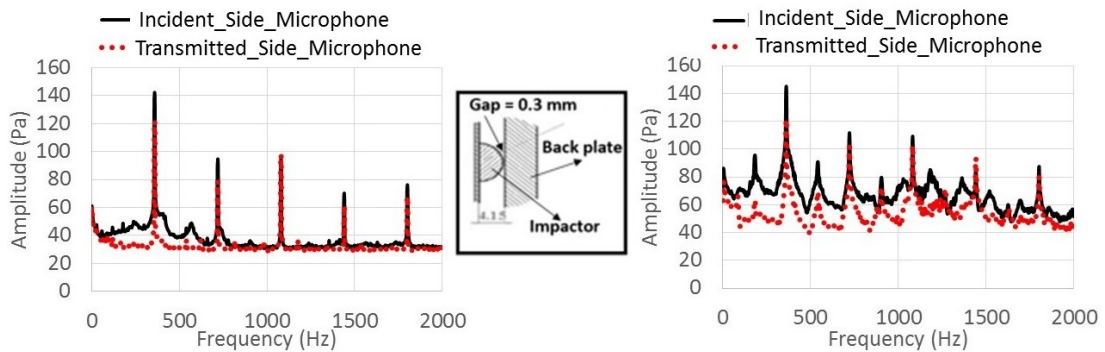 Incident_Side_Microphone
Transmitted_Side_Microphone
160
140
120
100
80
60
40
20
0
Amplitude (Pa)
0 500 1000 1500 2000
Frequency (Hz)
Gap = 0.3 mm
Back plate
4.15
Impactor
Incident_Side_Microphone
Transmitted_Side_Microphone
160
140
120
100
80
60
40
20
0
Amplitude (Pa)
0 500 1000 1500 2000
Frequency (Hz)